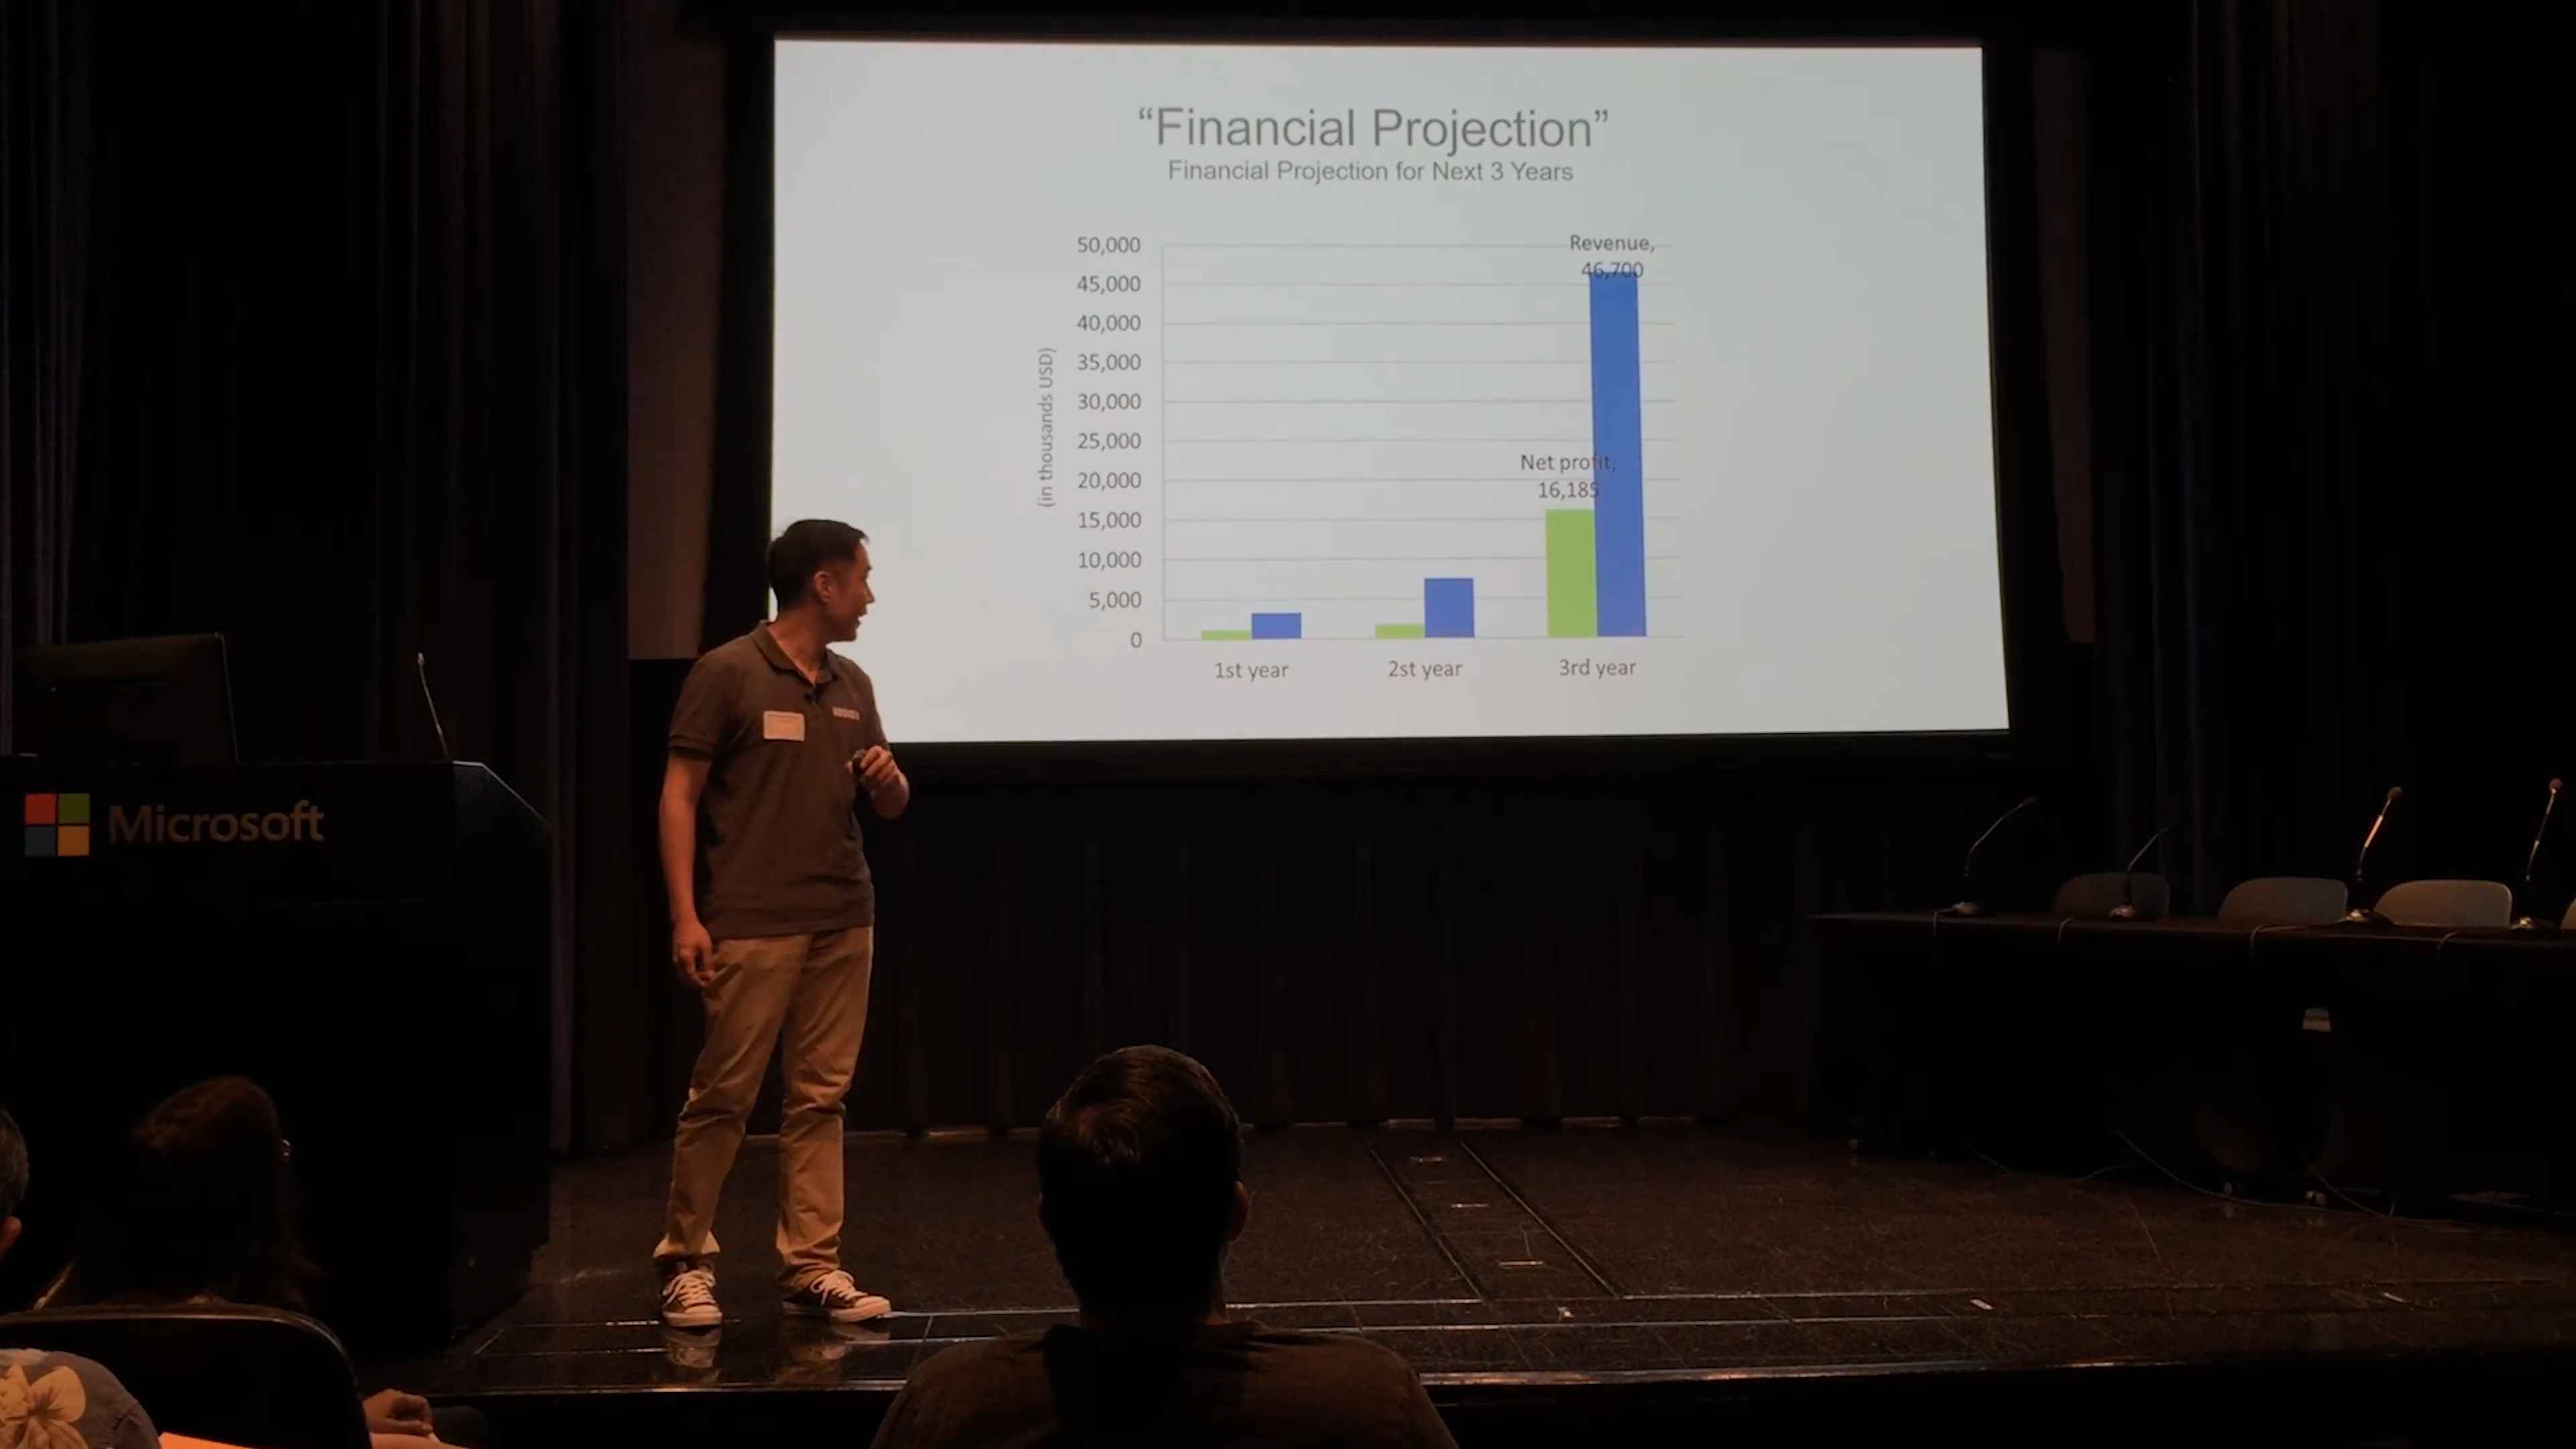 “Financial Projection”
Financial Projection for Next 3 Years
(in thousands USD)
50,000
45,000
40,000
35,000
30,000
25,000
20,000
15,000
10,000
5,000
0
Revenue,
46,700
Net profit,
16,185
1st year
2st year
3rd year
Microsoft